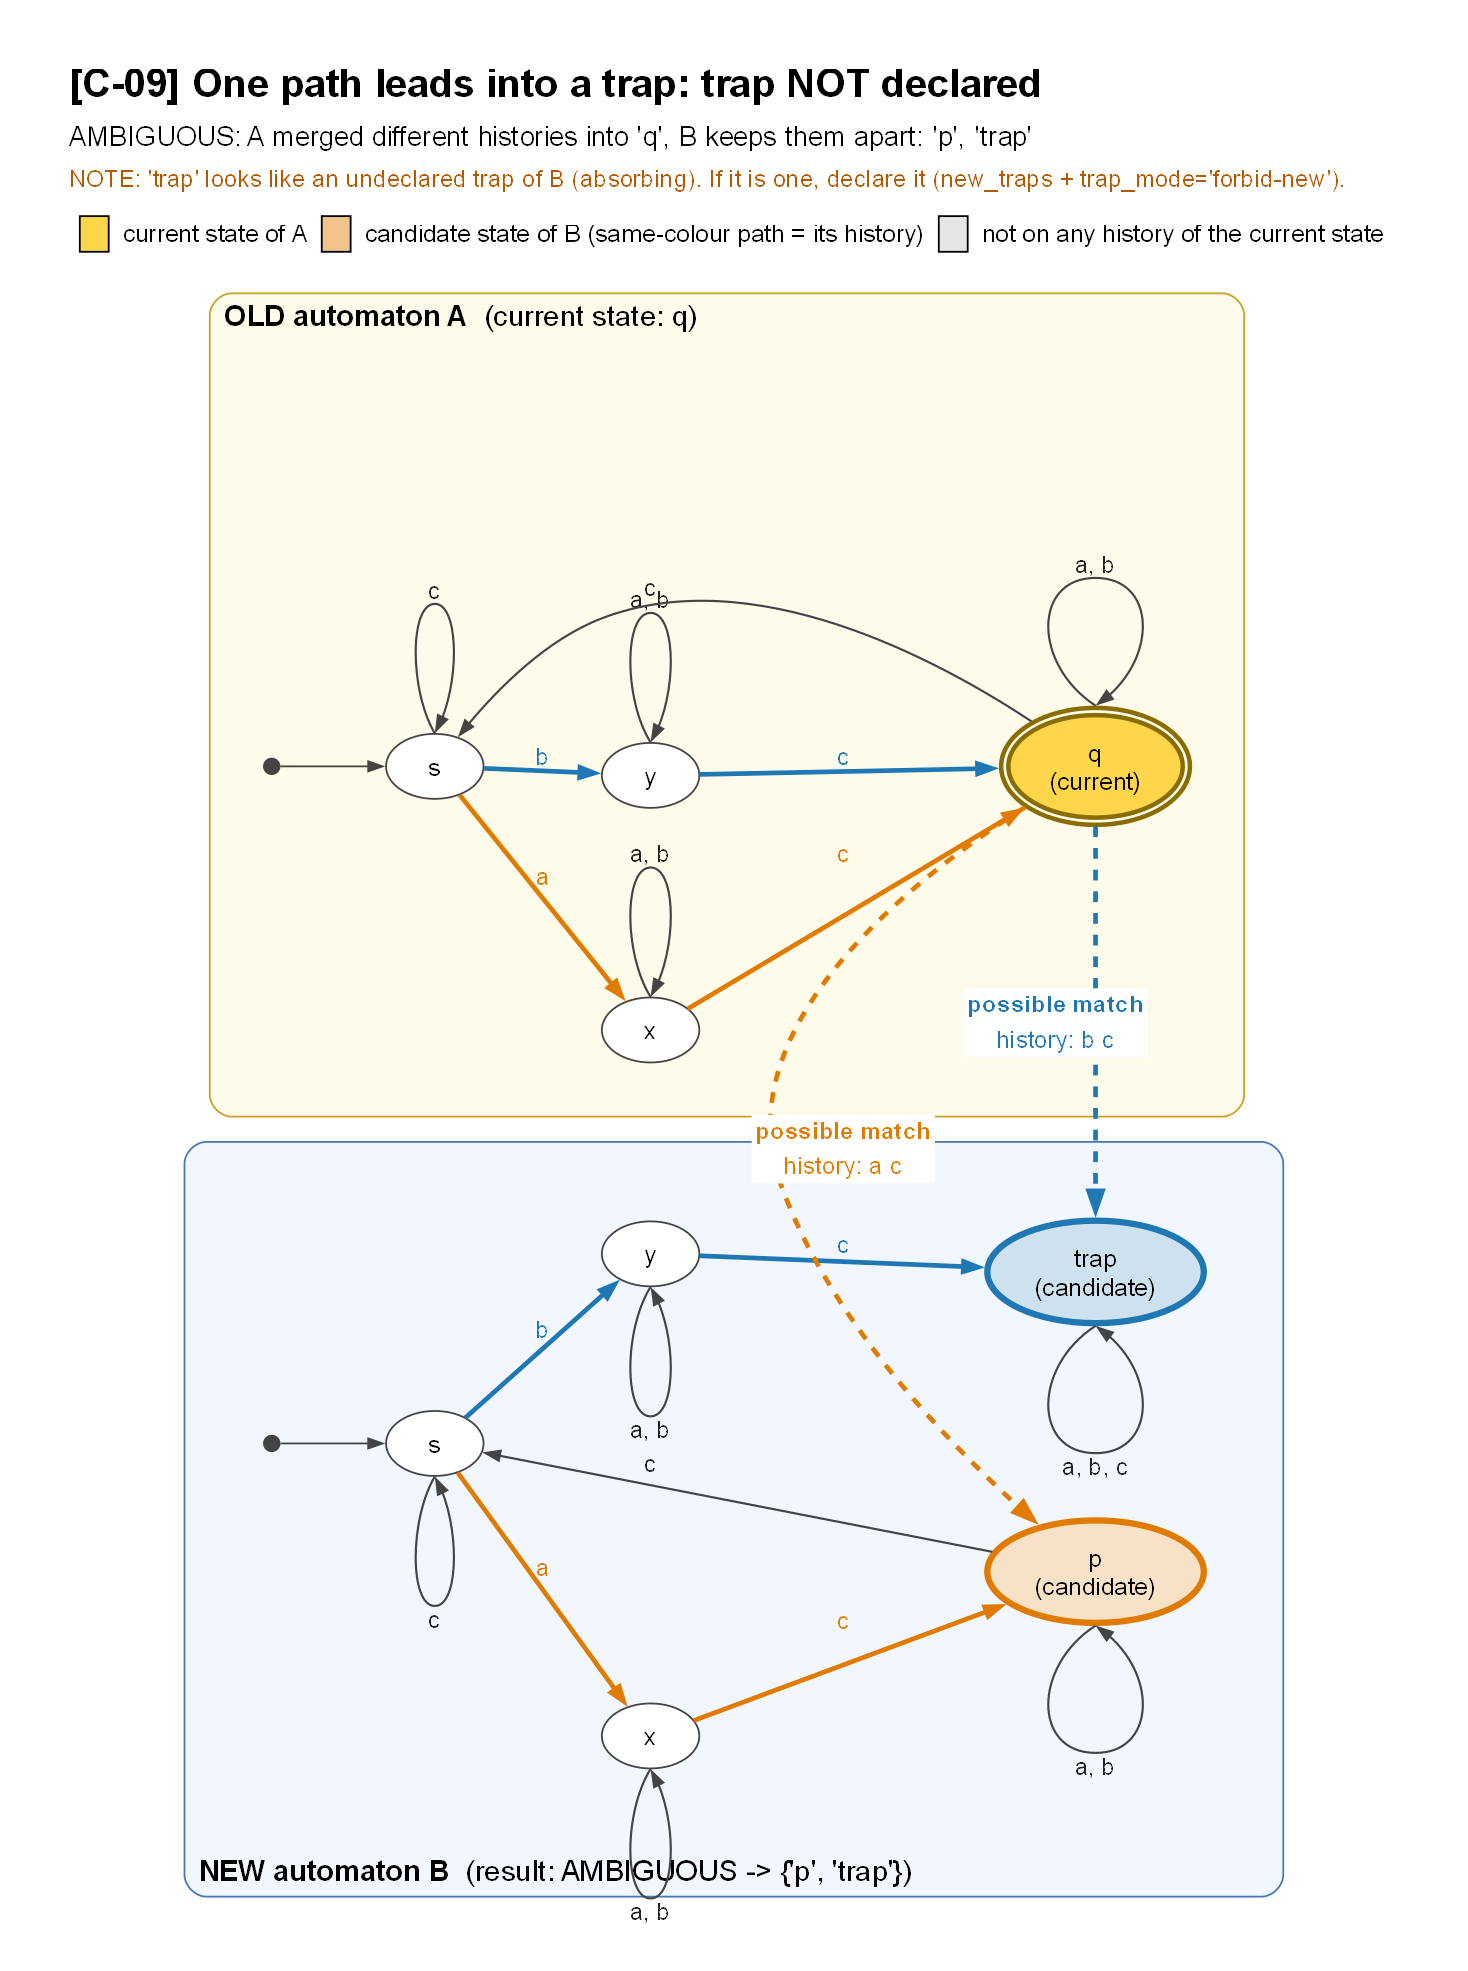 [C-09] One path leads into a trap: trap NOT declared
AMBIGUOUS: A merged different histories into 'q', B keeps them apart: 'p', 'trap'
NOTE: 'trap' looks like an undeclared trap of B (absorbing). If it is one, declare it (new_traps + trap_mode='forbid-new').
current state of A
candidate state of B (same-colour path = its history)
not on any history of the current state
OLD automaton A (current state: q)
a, b
c
c
a, b
s
b
y
c
q
(current)
a
a, b
c
x
possible match
history: b c
possible match
history: a c
y
c
trap
(candidate)
b
a, b
s
c
a, b, c
c
a
p
(candidate)
c
x
a, b
NEW automaton B (result: AMBIGUOUS -> {'p', 'trap'})
a, b